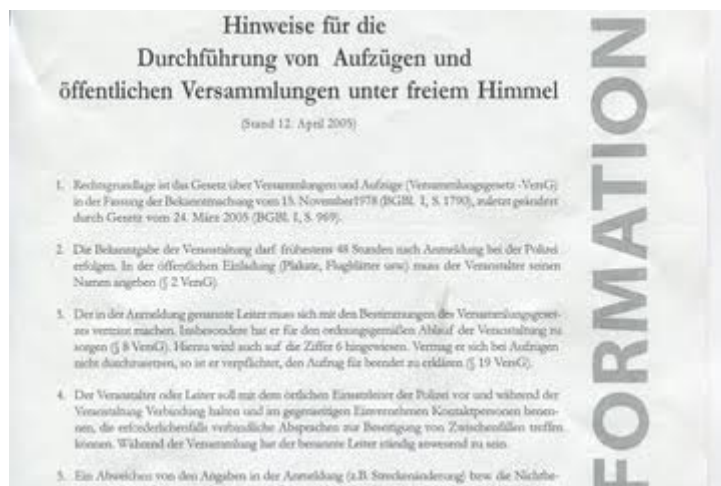 Hinweise für die
Durchführung von Aufzügen und
öffentlichen Versammlungen unter freiem Himmel
(Stand 12. April 2005)
1. Rechtsgrundlage ist das Gesetz über Versammlungen und Aufzüge (Versammlungsgesetz -VersG)
in der Fassung der Bekanntmachung vom 15. November1978 (BGBl. I, S. 1790), zuletzt geändert
durch Gesetz vom 24. März 2005 (BGBl. I, S. 969).
2. Die Bekanntgabe der Veranstaltung darf frühestens 48 Stunden nach Anmeldung bei der Polizei
erfolgen. In der öffentlichen Einladung (Plakate, Flugblätter usw) muss der Veranstalter seinen
Namen angeben (§ 2 VersG)
3. Der in der Anmeldung genannte Leiter muss sich mit den Bestimmungen des Versammlungsgeset-
zes vertraut machen. Insbesondere hat er für den ordnungsgemäßen Ablauf der Veranstaltung zu
sorgen (§ 8 VersG). Hierzu wird auch auf die Ziffer 6 hingewiesen. Vermag er sich bei Aufzügen
nicht durchzusetzen, so ist er verpflichtet, den Aufzug für beendet zu erklären (§ 19 VersG).
4. Der Veranstalter oder Leiter soll mit dem örtlichen Einsatzleiter der Polizei vor und während der
Veranstaltung Verbindung halten und im gegenseitigen Einvernehmen Kontaktpersonen benen-
nen, die erforderlichenfalls verbindliche Absprachen zur Beseitigung von Zwischenfällen treffen
können. Während der Versammlung hat der benannte Leiter ständig anwesend zu sein.
5. Ein Abweichen von den Angaben in der Anmeldung (z.B. Streckenänderung) bzw. die Nichtbe-
FORMATION